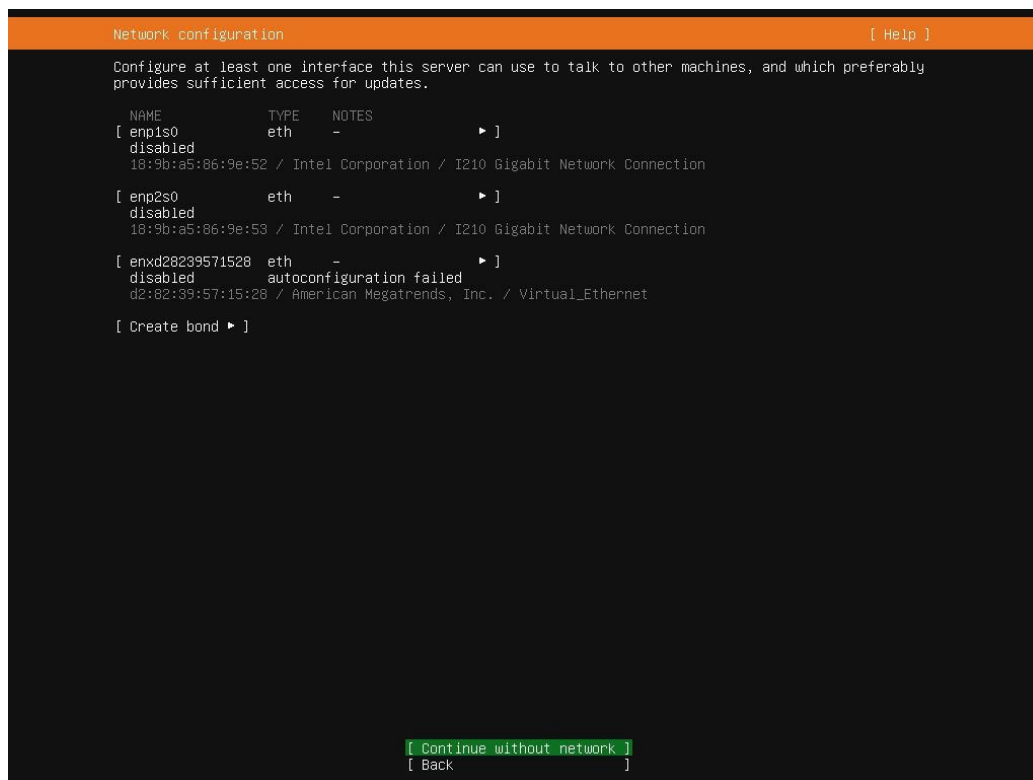 Network configuration [ Help ]
Configure at least one interface this server can use to talk to other machines, and which preferably
provides sufficient access for updates.
NAME TYPE NOTES
[ enp1s0 eth – ▸ ]
disabled
18:9b:a5:86:9e:52 / Intel Corporation / I210 Gigabit Network Connection
[ enp2s0 eth – ▸ ]
disabled
18:9b:a5:86:9e:53 / Intel Corporation / I210 Gigabit Network Connection
[ enxd28239571528 eth – ▸ ]
disabled autoconfiguration failed
d2:82:39:57:15:28 / American Megatrends, Inc. / Virtual_Ethernet
[ Create bond ▸ ]
[ Continue without network ]
[ Back ]